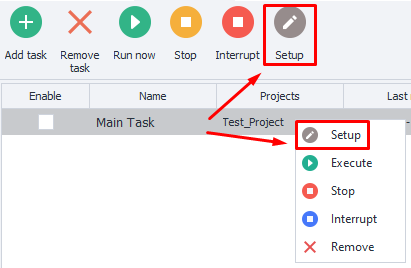 Add task
Remove
task
Run now
Stop
Interrupt
Setup
Enable
Name
Projects
Last
Main Task
Test_Project
Setup
Execute
Stop
Interrupt
Remove